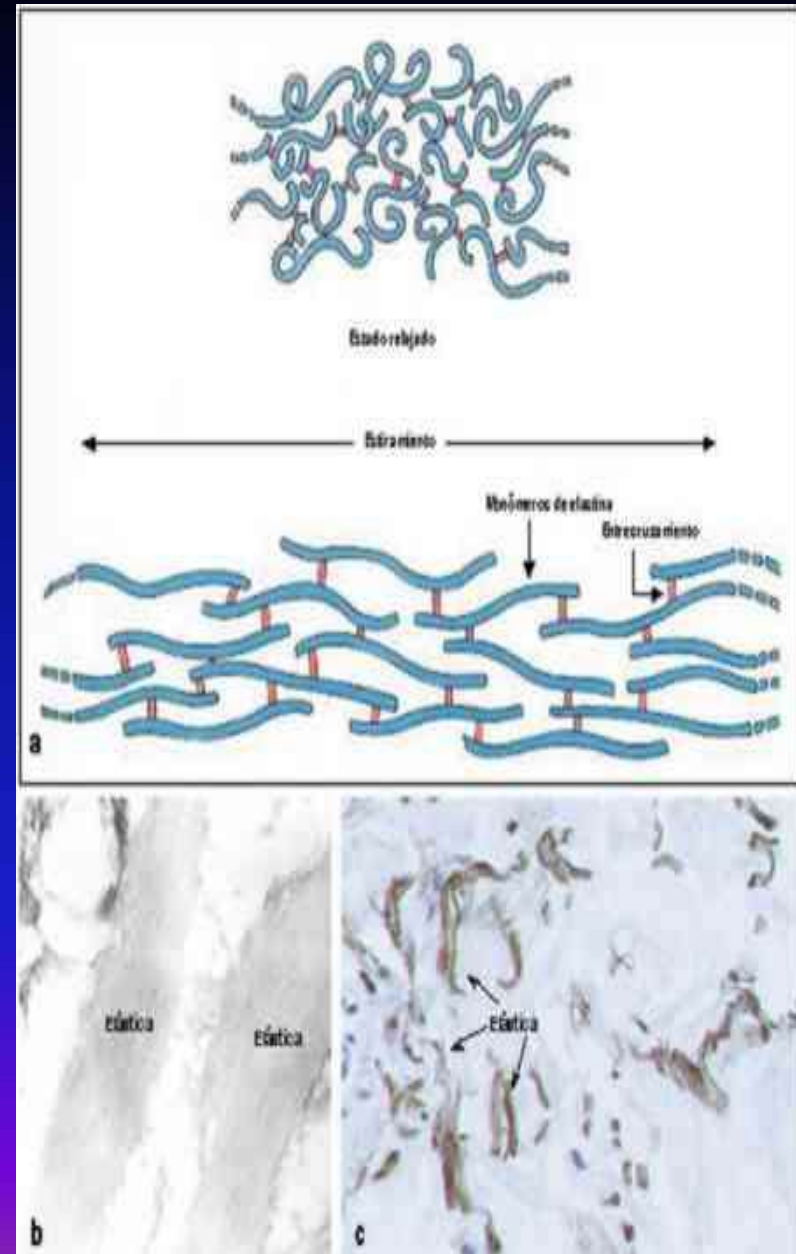 Estado relajado
Estiramiento
Monómeros de elastina
Entrecruzamiento
a
Elástica
Elástica
Elástica
b
c